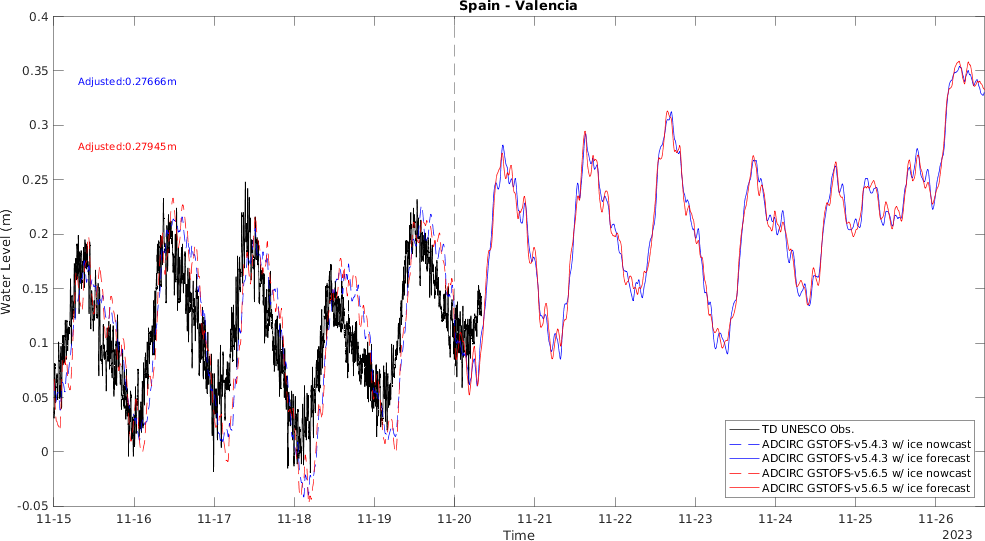 Spain - Valencia
0.4
0.35
0.3
0.25
0.2
0.15
0.1
0.05
0
-0.05
Water Level (m)
Adjusted:0.27666m
Adjusted:0.27945m
TD UNESCO Obs.
ADCIRC GSTOFS-v5.4.3 w/ ice nowcast
ADCIRC GSTOFS-v5.4.3 w/ ice forecast
ADCIRC GSTOFS-v5.6.5 w/ ice nowcast
ADCIRC GSTOFS-v5.6.5 w/ ice forecast
11-15 11-16 11-17 11-18 11-19 11-20 11-21 11-22 11-23 11-24 11-25 11-26
Time
2023